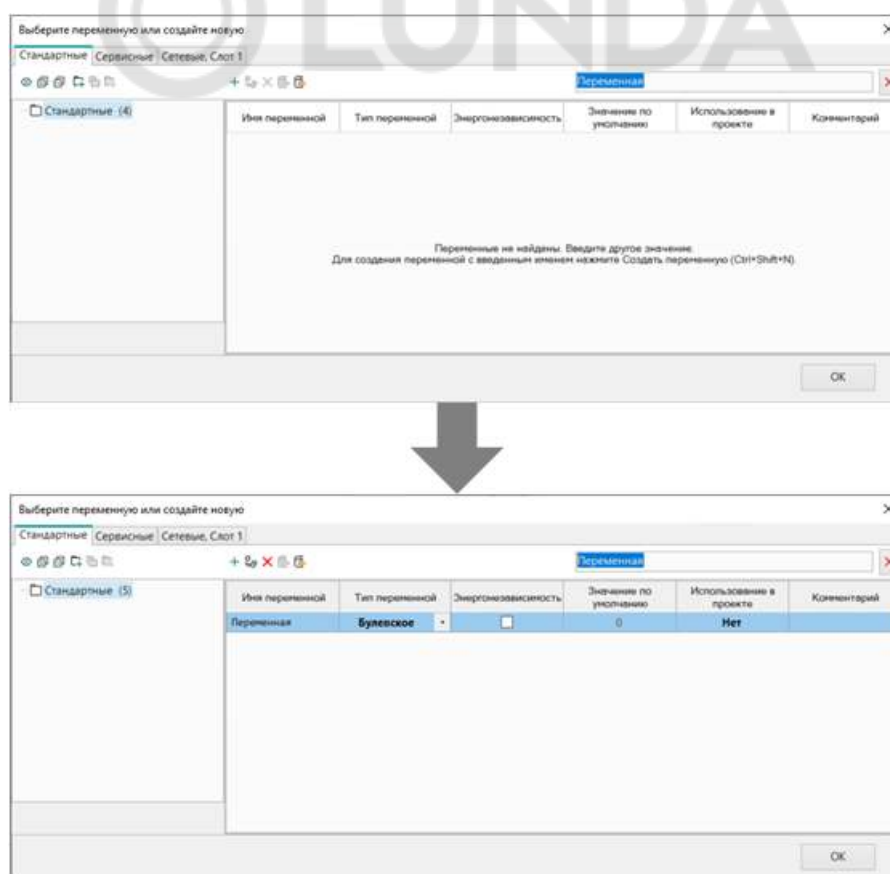 LUNDA
Выберите переменную или создайте новую
Стандартные Сервисные Сетевые, Слот 1
Переменная
Стандартные (4)
Имя переменной Тип переменной Энергонезависимость Значение по умолчанию Использование в проекте Комментарий
Переменные не найдены. Введите другое значение.
Для создания переменной с введенным именем нажмите Создать переменную (Ctrl+Shift+N)
OK
Выберите переменную или создайте новую
Стандартные Сервисные Сетевые, Слот 1
Переменная
Стандартные (5)
Имя переменной Тип переменной Энергонезависимость Значение по умолчанию Использование в проекте Комментарий
Переменная Булевское 0 Нет
OK